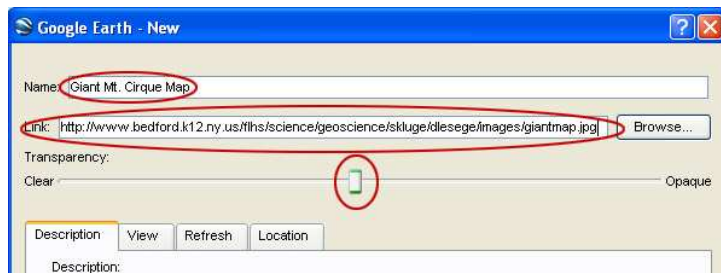 Google Earth - New
Name: Giant Mt. Cirque Map
Link: http://www.bedford.k12.ny.us/flhs/science/geoscience/skluge/dlesege/images/giantmap.jpg Browse...
Transparency:
Clear Opaque
Description View Refresh Location
Description: